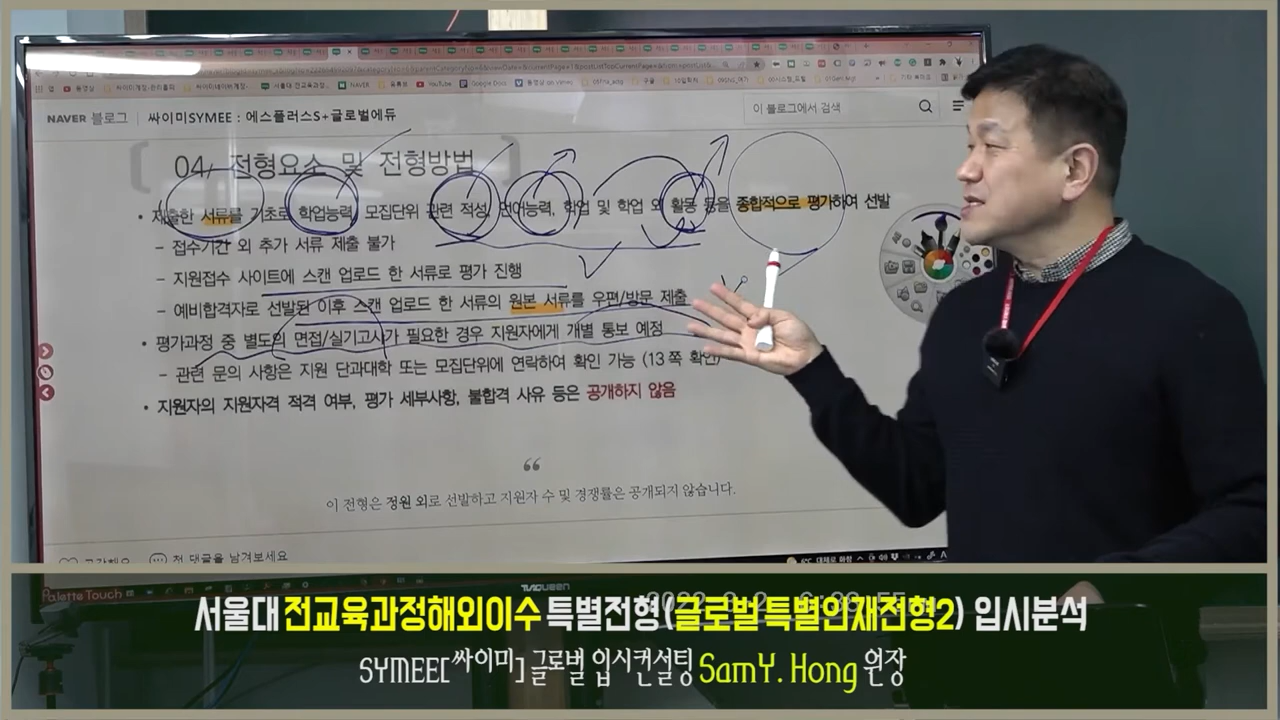 NAVER 블로그 | 싸이미SYMEE : 에스플러스S+글로벌에듀
이 블로그에서 검색
04. 전형요소 및 전형방법
• 제출한 서류를 기초로 학업능력, 모집단위 관련 적성, 언어능력, 학업 및 학업 외 활동 등을 종합적으로 평가하여 선발
– 접수기간 외 추가 서류 제출 불가
– 지원접수 사이트에 스캔 업로드 한 서류로 평가 진행
– 예비합격자로 선발된 이후 스캔 업로드 한 서류의 원본 서류를 우편/방문 제출
• 평가과정 중 별도의 면접/실기고사가 필요한 경우 지원자에게 개별 통보 예정
– 관련 문의 사항은 지원 단과대학 또는 모집단위에 연락하여 확인 가능 (13쪽 확인)
• 지원자의 지원자격 적격 여부, 평가 세부사항, 불합격 사유 등은 공개하지 않음
이 전형은 정원 외로 선발하고 지원자 수 및 경쟁률은 공개되지 않습니다.
공감해요 첫 댓글을 남겨보세요
Palette Touch
서울대 전교육과정해외이수 특별전형(글로벌 특별인재전형2) 입시분석
SYMEE[싸이미] 글로벌 입시컨설팅 Sam Y. Hong 원장